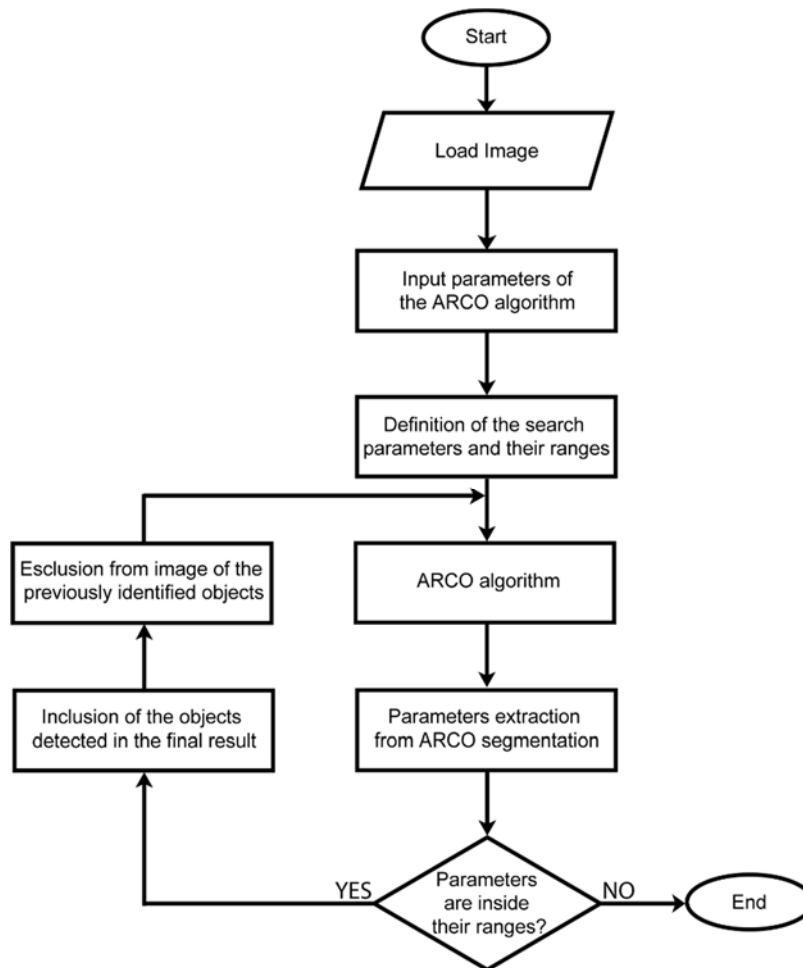 Start
Load Image
Input parameters of
the ARCO algorithm
Definition of the search
parameters and their ranges
ARCO algorithm
Parameters extraction
from ARCO segmentation
Parameters
are inside
their ranges?
YES
Inclusion of the objects
detected in the final result
Esclusion from image of the
previously identified objects
NO
End